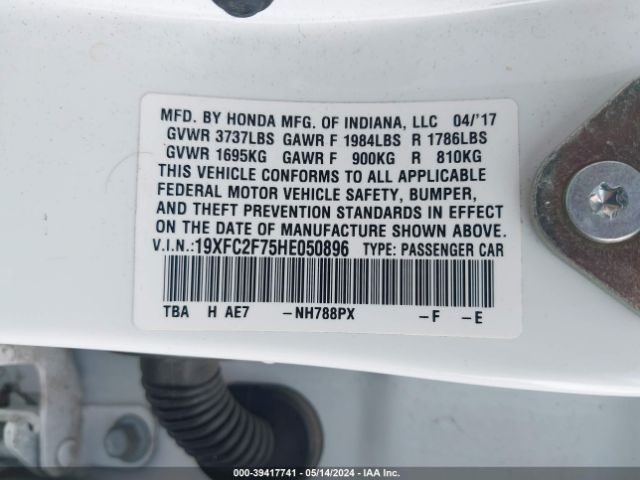 MFD. BY HONDA MFG. OF INDIANA, LLC 04/'17
GVWR 3737LBS GAWR F 1984LBS R 1786LBS
GVWR 1695KG GAWR F 900KG R 810KG
THIS VEHICLE CONFORMS TO ALL APPLICABLE
FEDERAL MOTOR VEHICLE SAFETY, BUMPER,
AND THEFT PREVENTION STANDARDS IN EFFECT
ON THE DATE OF MANUFACTURE SHOWN ABOVE.
V.I.N.:19XFC2F75HE050896 TYPE: PASSENGER CAR
TBA H AE7 -NH788PX -F -E
000-39417741 - 05/14/2024 - IAA Inc.